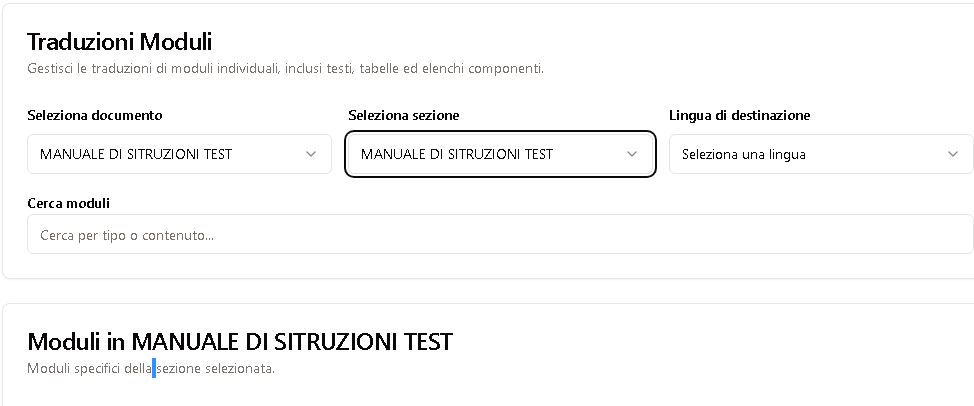 Traduzioni Moduli
Gestisci le traduzioni di moduli individuali, inclusi testi, tabelle ed elenchi componenti.
Seleziona documento
Seleziona sezione
Lingua di destinazione
MANUALE DI SITRUZIONI TEST
MANUALE DI SITRUZIONI TEST
Seleziona una lingua
Cerca moduli
Cerca per tipo o contenuto...
Moduli in MANUALE DI SITRUZIONI TEST
Moduli specifici della sezione selezionata.